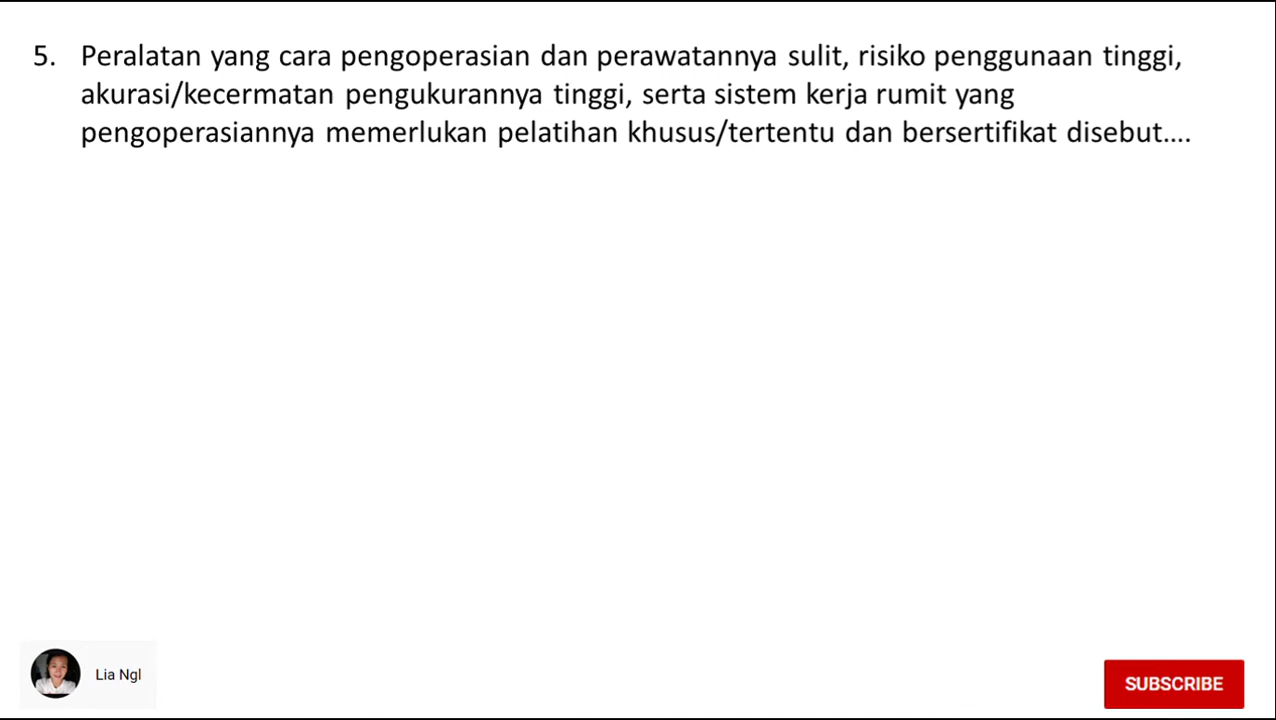 5. Peralatan yang cara pengoperasian dan perawatannya sulit, risiko penggunaan tinggi,
akurasi/kecermatan pengukurannya tinggi, serta sistem kerja rumit yang
pengoperasiannya memerlukan pelatihan khusus/tertentu dan bersertifikat disebut....
Lia Ngl
SUBSCRIBE